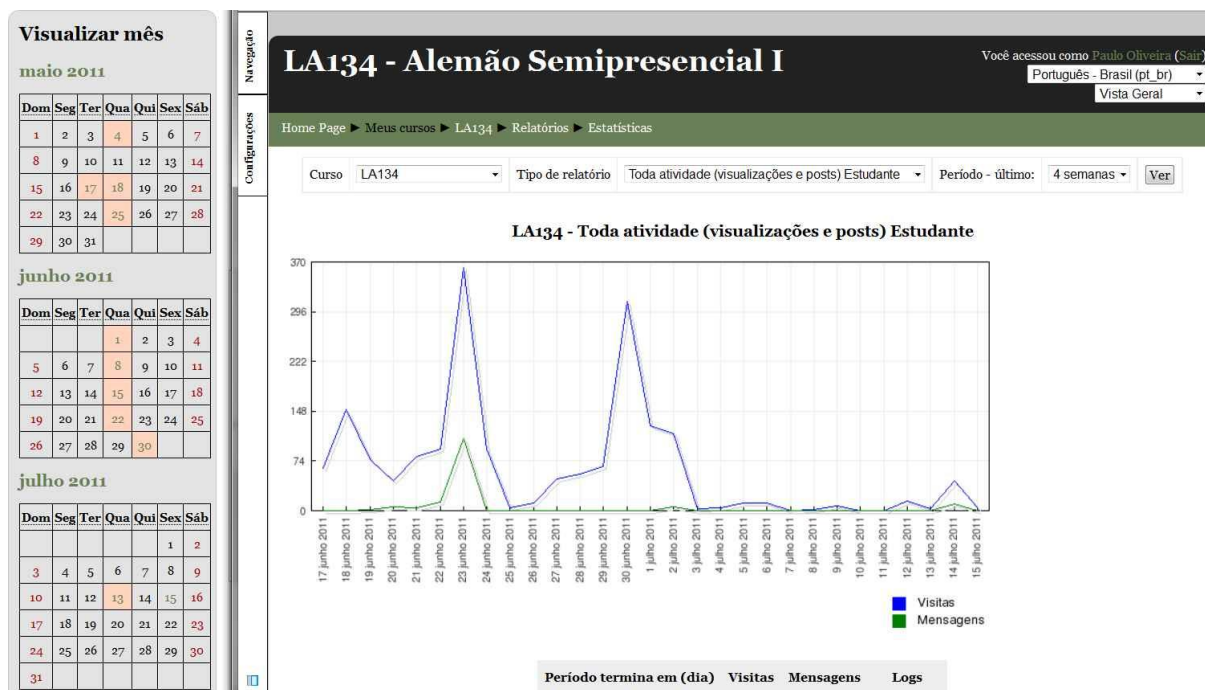 Visualizar mês
maio 2011
Dom Seg Ter Qua Qui Sex Sáb
1 2 3 4 5 6 7
8 9 10 11 12 13 14
15 16 17 18 19 20 21
22 23 24 25 26 27 28
29 30 31
junho 2011
Dom Seg Ter Qua Qui Sex Sáb
1 2 3 4
5 6 7 8 9 10 11
12 13 14 15 16 17 18
19 20 21 22 23 24 25
26 27 28 29 30
julho 2011
Dom Seg Ter Qua Qui Sex Sáb
1 2
3 4 5 6 7 8 9
10 11 12 13 14 15 16
17 18 19 20 21 22 23
24 25 26 27 28 29 30
31
Navegação
Configurações
LA134 - Alemão Semipresencial I
Você acessou como Paulo Oliveira (Sair)
Português - Brasil (pt_br)
Vista Geral
Home Page ► Meus cursos ► LA134 ► Relatórios ► Estatísticas
Curso LA134 Tipo de relatório Toda atividade (visualizações e posts) Estudante Período - último: 4 semanas Ver
LA134 - Toda atividade (visualizações e posts) Estudante
370
296
222
148
74
0
17 junho 2011
18 junho 2011
19 junho 2011
20 junho 2011
21 junho 2011
22 junho 2011
23 junho 2011
24 junho 2011
25 junho 2011
26 junho 2011
27 junho 2011
28 junho 2011
29 junho 2011
30 junho 2011
1 julho 2011
2 julho 2011
3 julho 2011
4 julho 2011
5 julho 2011
6 julho 2011
7 julho 2011
8 julho 2011
9 julho 2011
10 julho 2011
11 julho 2011
12 julho 2011
13 julho 2011
14 julho 2011
15 julho 2011
Visitas
Mensagens
Período termina em (dia) Visitas Mensagens Logs